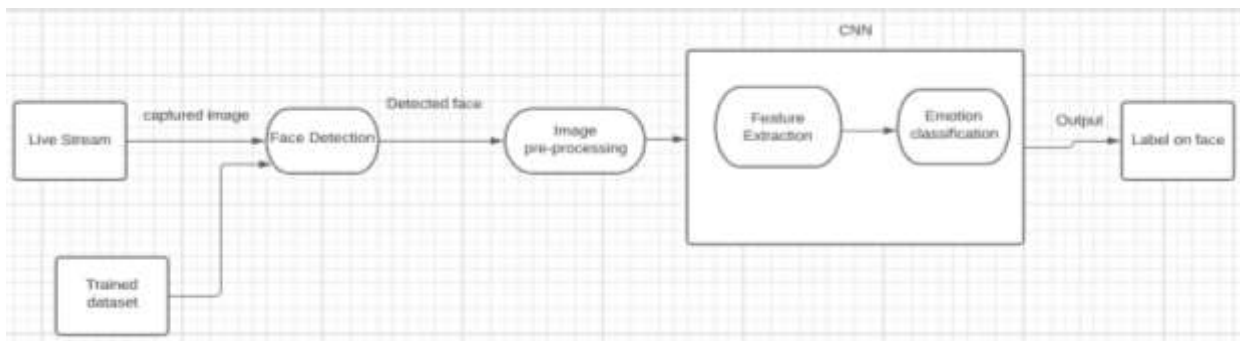 CNN
Live Stream
captured image
Face Detection
Detected face
Image
pre-processing
Feature
Extraction
Emotion
classification
Output
Label on face
Trained
dataset